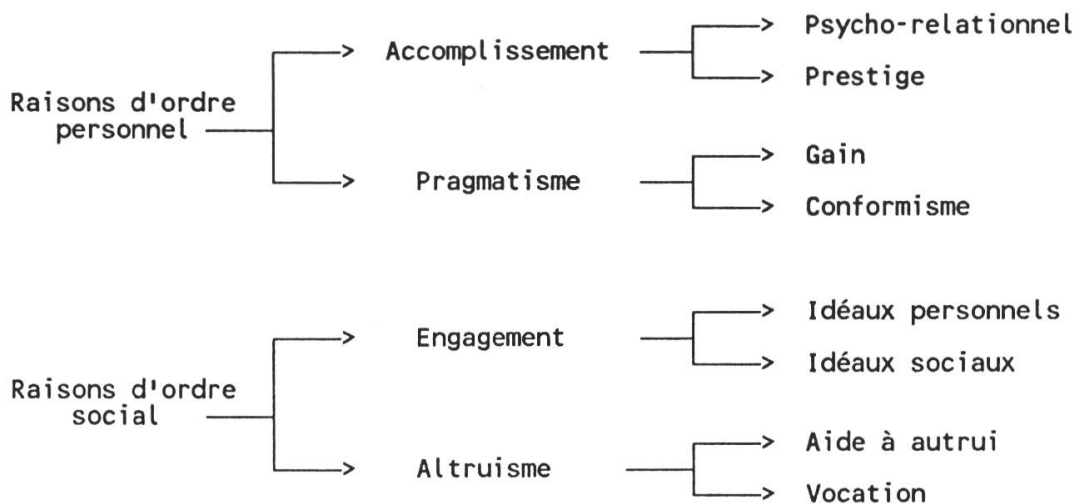 Psycho-relationnel
Accomplissement
Prestige
Raisons d'ordre
personnel
Gain
Pragmatisme
Conformisme
Idéaux personnels
Engagement
Idéaux sociaux
Raisons d'ordre
social
Aide à autrui
Altruisme
Vocation